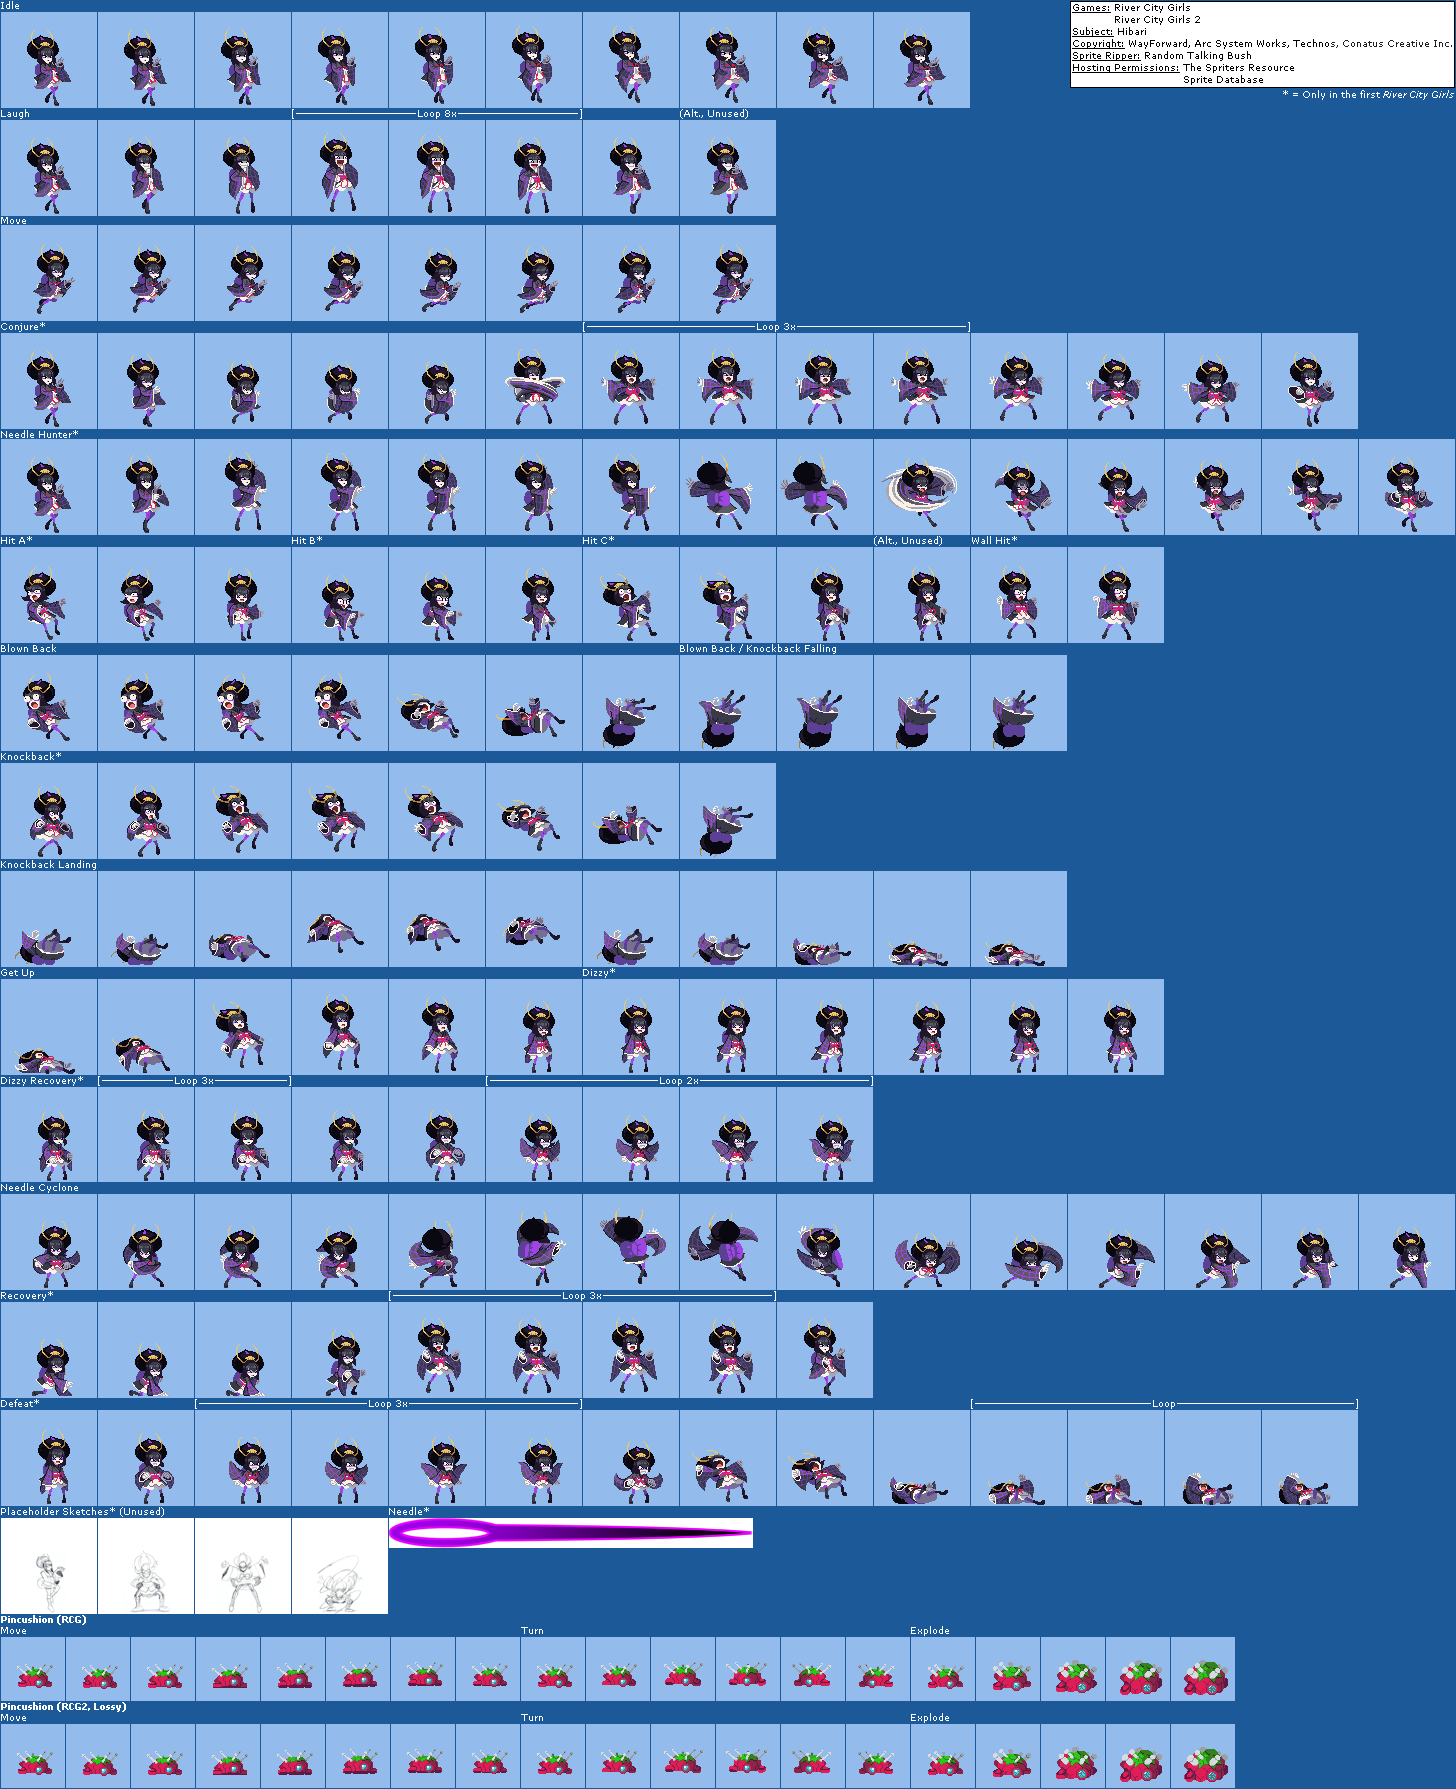 Idle
Games: River City Girls
River City Girls 2
Subject: Hibari
Copyright: WayForward, Arc System Works, Technos, Conatus Creative Inc.
Sprite Ripper: Random Talking Bush
Hosting Permissions: The Spriters Resource
Sprite Database
* = Only in the first River City Girls
Laugh [ Loop 8x ] (Alt., Unused)
Move
Conjure* [ Loop 3x ]
Needle Hunter*
Hit A* Hit B* Hit C* (Alt., Unused) Wall Hit*
Blown Back Blown Back / Knockback Falling
Knockback*
Knockback Landing
Get Up Dizzy*
Dizzy Recovery* [ Loop 3x ] [ Loop 2x ]
Needle Cyclone
Recovery* [ Loop 3x ]
Defeat* [ Loop 3x ] [ Loop ]
Placeholder Sketches* (Unused) Needle*
Pincushion (RCG)
Move Turn Explode
Pincushion (RCG2, Lossy)
Move Turn Explode